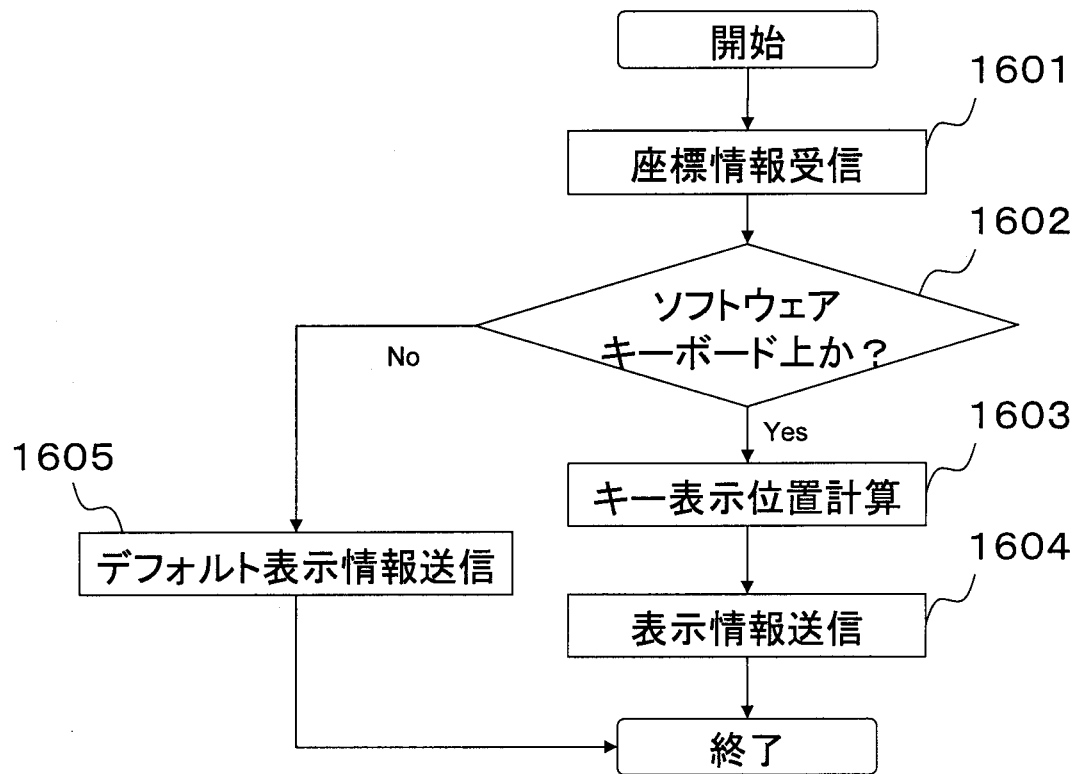 開始
1601
座標情報受信
1602
ソフトウェア
キーボード上か？
No
Yes
1603
キー表示位置計算
1605
デフォルト表示情報送信
1604
表示情報送信
終了